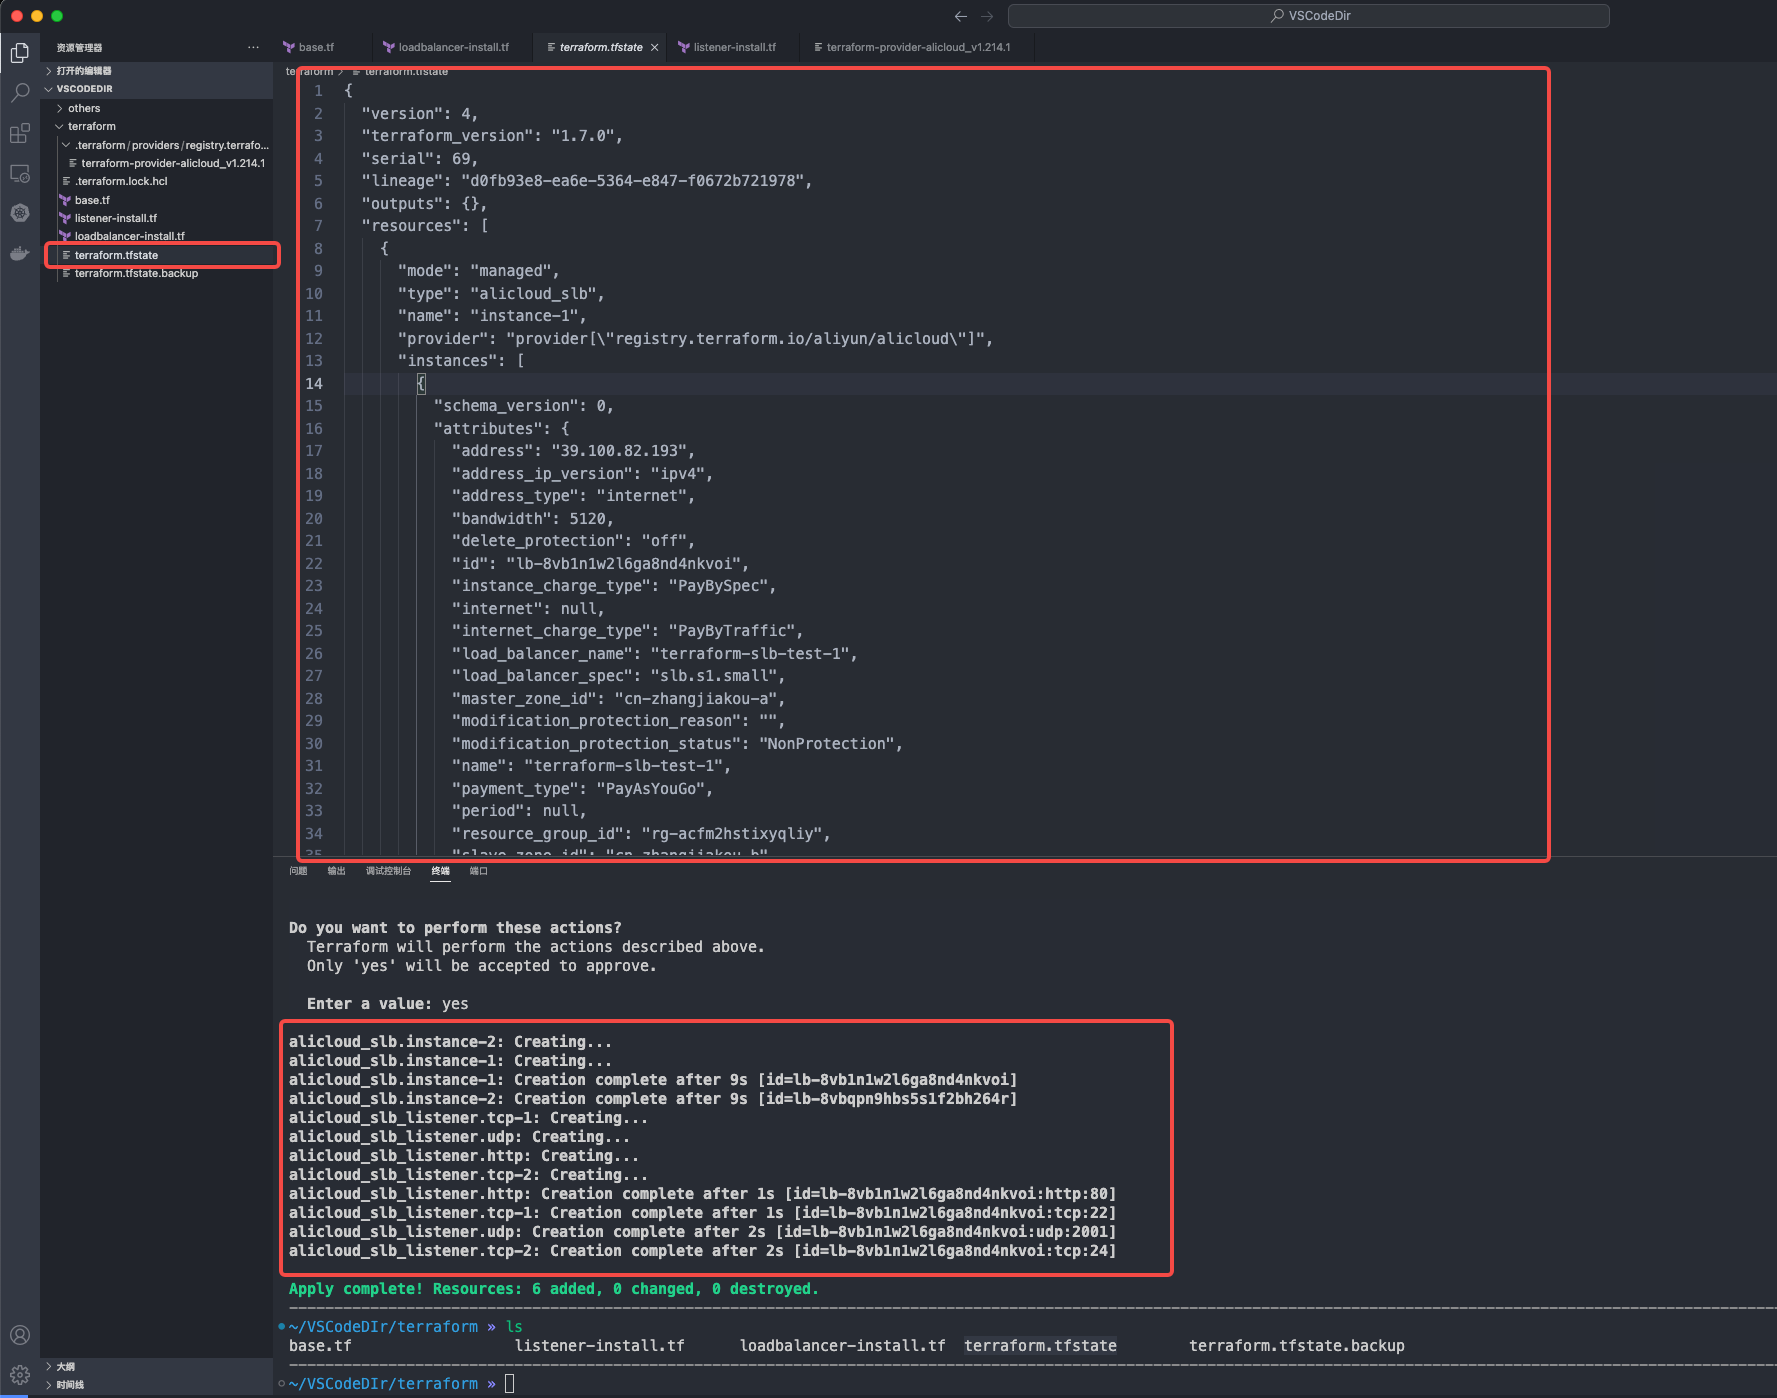 VSCodeDir
资源管理器
base.tf
loadbalancer-install.tf
terraform.tfstate
listener-install.tf
terraform-provider-alicloud_v1.214.1
打开的编辑器
VSCODEDIR
others
terraform
.terraform/providers/registry.terrafo...
terraform-provider-alicloud_v1.214.1
.terraform.lock.hcl
base.tf
listener-install.tf
loadbalancer-install.tf
terraform.tfstate
terraform.tfstate.backup
terraform > terraform.tfstate
1 {
2 "version": 4,
3 "terraform_version": "1.7.0",
4 "serial": 69,
5 "lineage": "d0fb93e8-ea6e-5364-e847-f0672b721978",
6 "outputs": {},
7 "resources": [
8 {
9 "mode": "managed",
10 "type": "alicloud_slb",
11 "name": "instance-1",
12 "provider": "provider[\"registry.terraform.io/aliyun/alicloud\"]",
13 "instances": [
14 {
15 "schema_version": 0,
16 "attributes": {
17 "address": "39.100.82.193",
18 "address_ip_version": "ipv4",
19 "address_type": "internet",
20 "bandwidth": 5120,
21 "delete_protection": "off",
22 "id": "lb-8vb1n1w2l6ga8nd4nkvoi",
23 "instance_charge_type": "PayBySpec",
24 "internet": null,
25 "internet_charge_type": "PayByTraffic",
26 "load_balancer_name": "terraform-slb-test-1",
27 "load_balancer_spec": "slb.s1.small",
28 "master_zone_id": "cn-zhangjiakou-a",
29 "modification_protection_reason": "",
30 "modification_protection_status": "NonProtection",
31 "name": "terraform-slb-test-1",
32 "payment_type": "PayAsYouGo",
33 "period": null,
34 "resource_group_id": "rg-acfm2hstixyqliy",
35 "slave_zone_id": "cn-zhangjiakou-b"
问题 输出 调试控制台 终端 端口
Do you want to perform these actions?
Terraform will perform the actions described above.
Only 'yes' will be accepted to approve.
Enter a value: yes
alicloud_slb.instance-2: Creating...
alicloud_slb.instance-1: Creating...
alicloud_slb.instance-1: Creation complete after 9s [id=lb-8vb1n1w2l6ga8nd4nkvoi]
alicloud_slb.instance-2: Creation complete after 9s [id=lb-8vbqpn9hbs5s1f2bh264r]
alicloud_slb_listener.tcp-1: Creating...
alicloud_slb_listener.udp: Creating...
alicloud_slb_listener.http: Creating...
alicloud_slb_listener.tcp-2: Creating...
alicloud_slb_listener.http: Creation complete after 1s [id=lb-8vb1n1w2l6ga8nd4nkvoi:http:80]
alicloud_slb_listener.tcp-1: Creation complete after 1s [id=lb-8vb1n1w2l6ga8nd4nkvoi:tcp:22]
alicloud_slb_listener.udp: Creation complete after 2s [id=lb-8vb1n1w2l6ga8nd4nkvoi:udp:2001]
alicloud_slb_listener.tcp-2: Creation complete after 2s [id=lb-8vb1n1w2l6ga8nd4nkvoi:tcp:24]
Apply complete! Resources: 6 added, 0 changed, 0 destroyed.
~/VSCodeDIr/terraform » ls
base.tf listener-install.tf loadbalancer-install.tf terraform.tfstate terraform.tfstate.backup
~/VSCodeDIr/terraform »
大纲
时间线